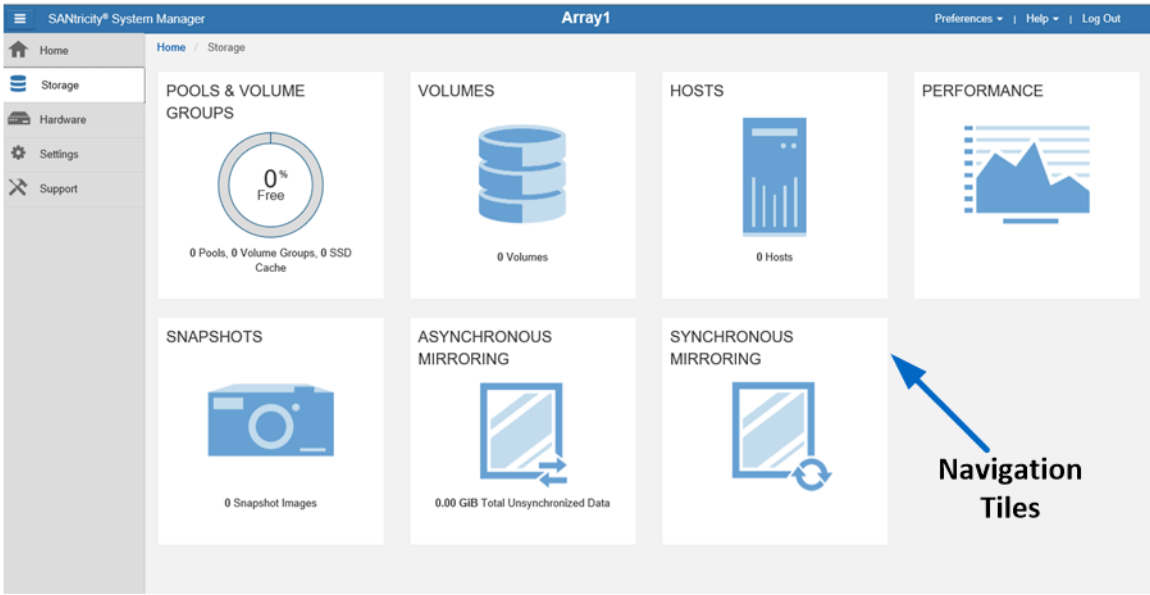 SANtricity® System Manager
Array1
Preferences | Help | Log Out
Home
Storage
Hardware
Settings
Support
Home / Storage
POOLS & VOLUME
GROUPS
0%
Free
0 Pools, 0 Volume Groups, 0 SSD
Cache
VOLUMES
0 Volumes
HOSTS
0 Hosts
PERFORMANCE
SNAPSHOTS
0 Snapshot Images
ASYNCHRONOUS
MIRRORING
0.00 GiB Total Unsynchronized Data
SYNCHRONOUS
MIRRORING
Navigation
Tiles